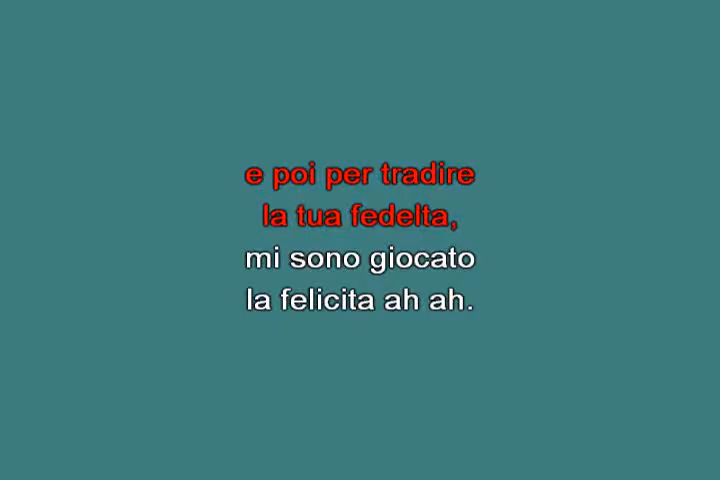 e poi per tradire
la tua fedelta,
mi sono giocato
la felicita ah ah.